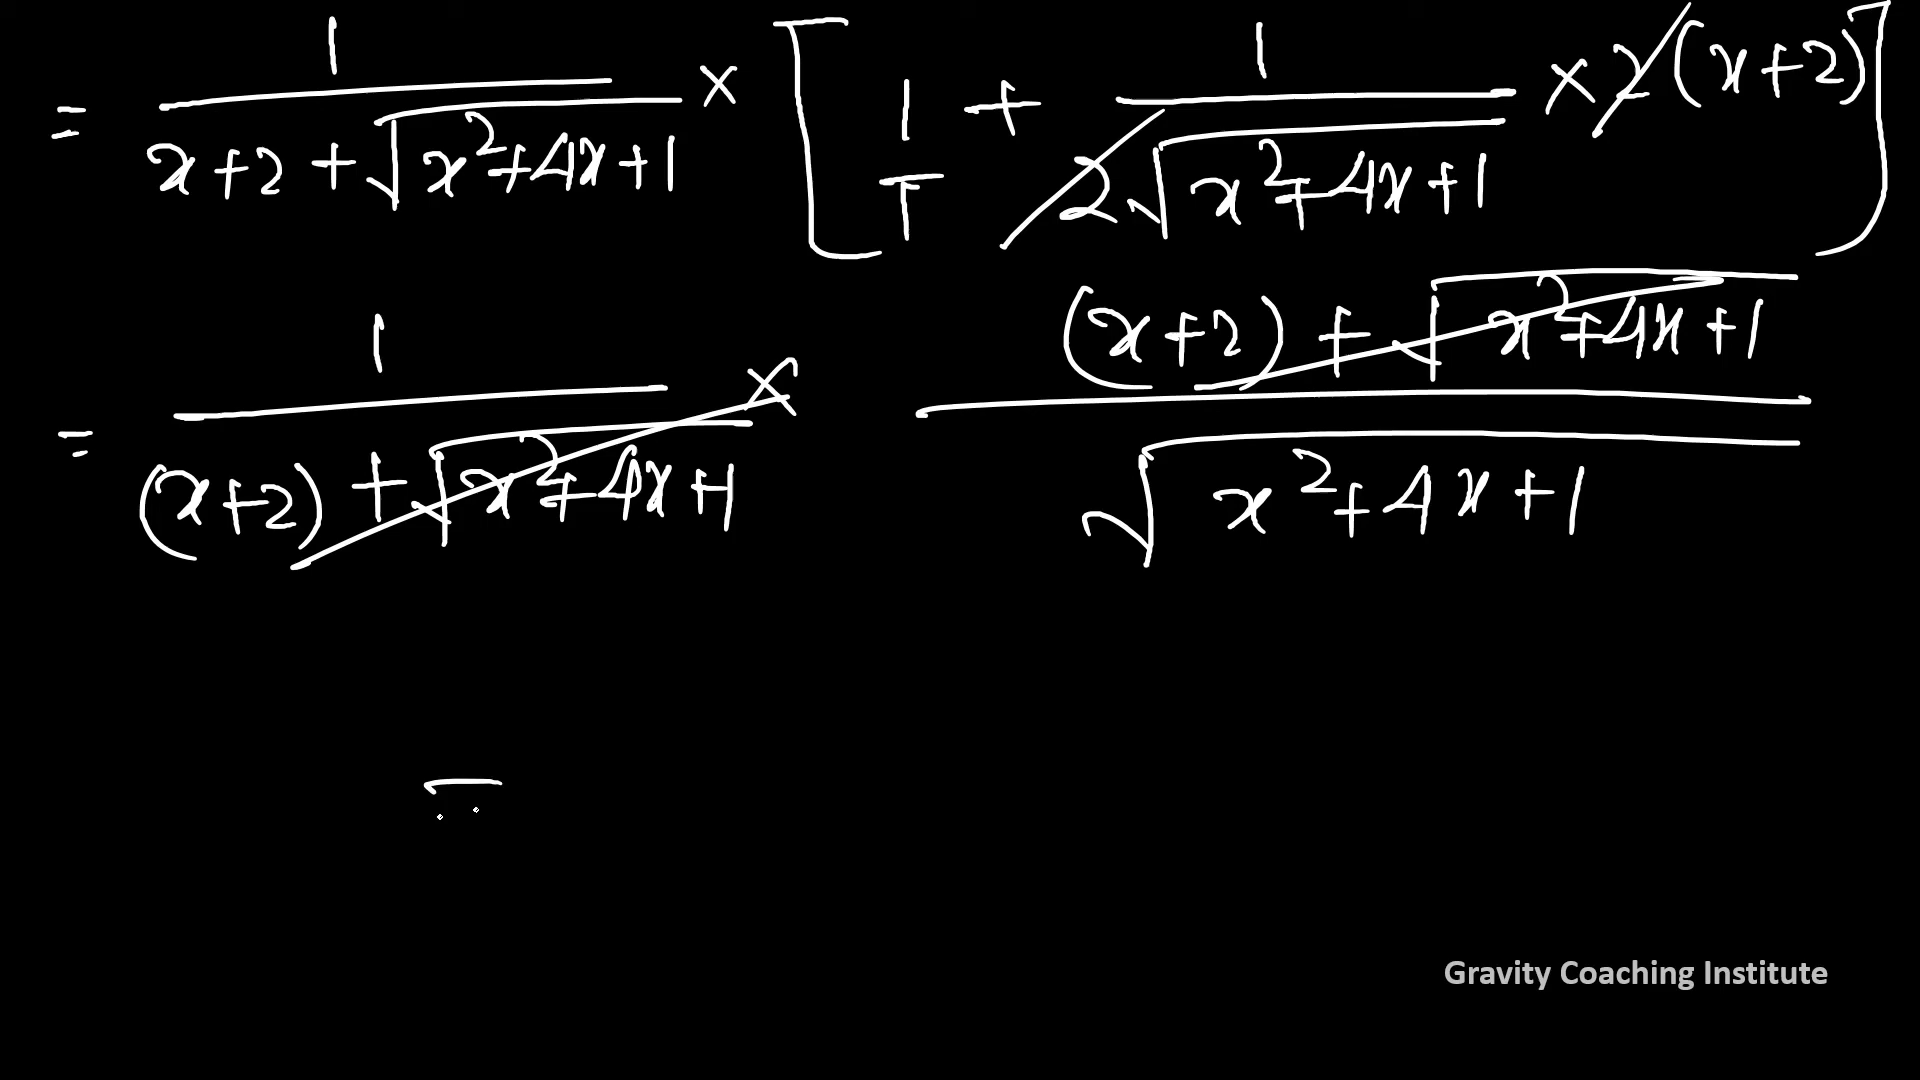 = 1/(x+2+√(x²+4x+1)) × [1/1 + 1/(2√(x²+4x+1)) × 2(x+2)]
= 1/((x+2)+√(x²+4x+1)) × ((x+2)+√(x²+4x+1))/√(x²+4x+1)
Gravity Coaching Institute